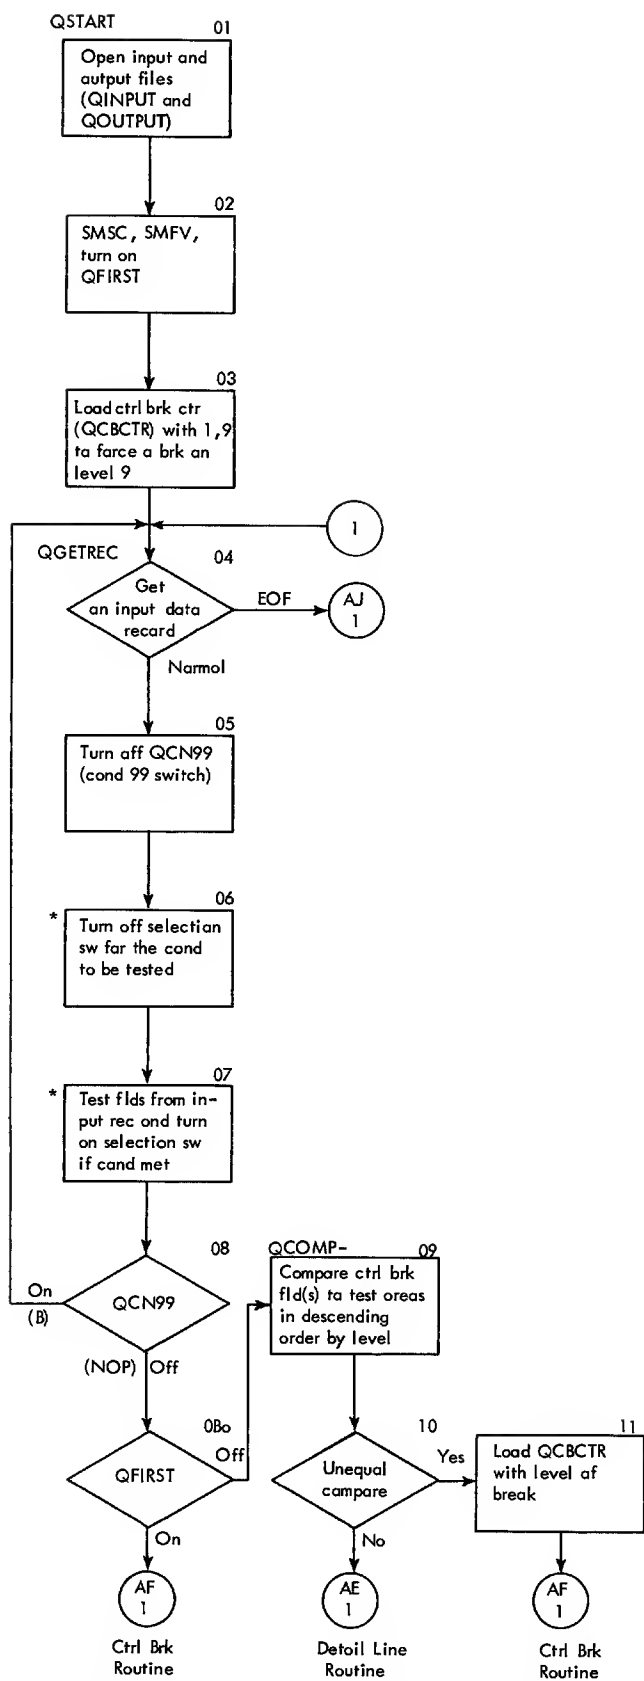 QSTART
01
Open input and
autput files
(QINPUT and
QOUTPUT)
02
SMSC, SMFV,
turn on
QFIRST
03
Load ctrl brk ctr
(QCBCTR) with 1,9
ta farce a brk an
level 9
1
QGETREC
04
Get
an input data
recard
EOF
AJ
1
Narmol
05
Turn aff QCN99
(cond 99 switch)
06
*
Turn off selectian
sw far the cond
to be tested
07
*
Test flds from in-
put rec ond turn
on selection sw
if cand met
08
On
(B)
QCN99
(NOP) Off
QCOMP-
09
Compare ctrl brk
fld(s) ta test oreas
in descending
order by level
0Bo
Off
QFIRST
On
10
Unequal
campare
Yes
No
11
Load QCBCTR
with level af
break
AF
1
Ctrl Brk
Routine
AE
1
Detoil Line
Routine
AF
1
Ctrl Brk
Routine